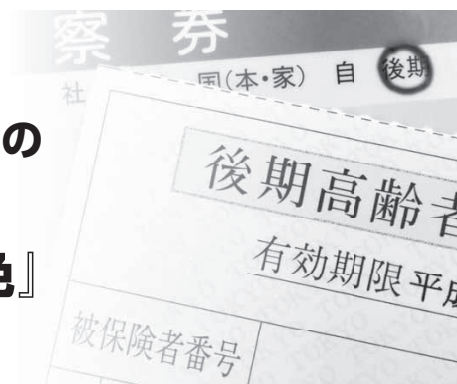 察 券
社 国(本・家) 自 後期
の
後期高齢者
有効期限 平成
』
被保険者番号